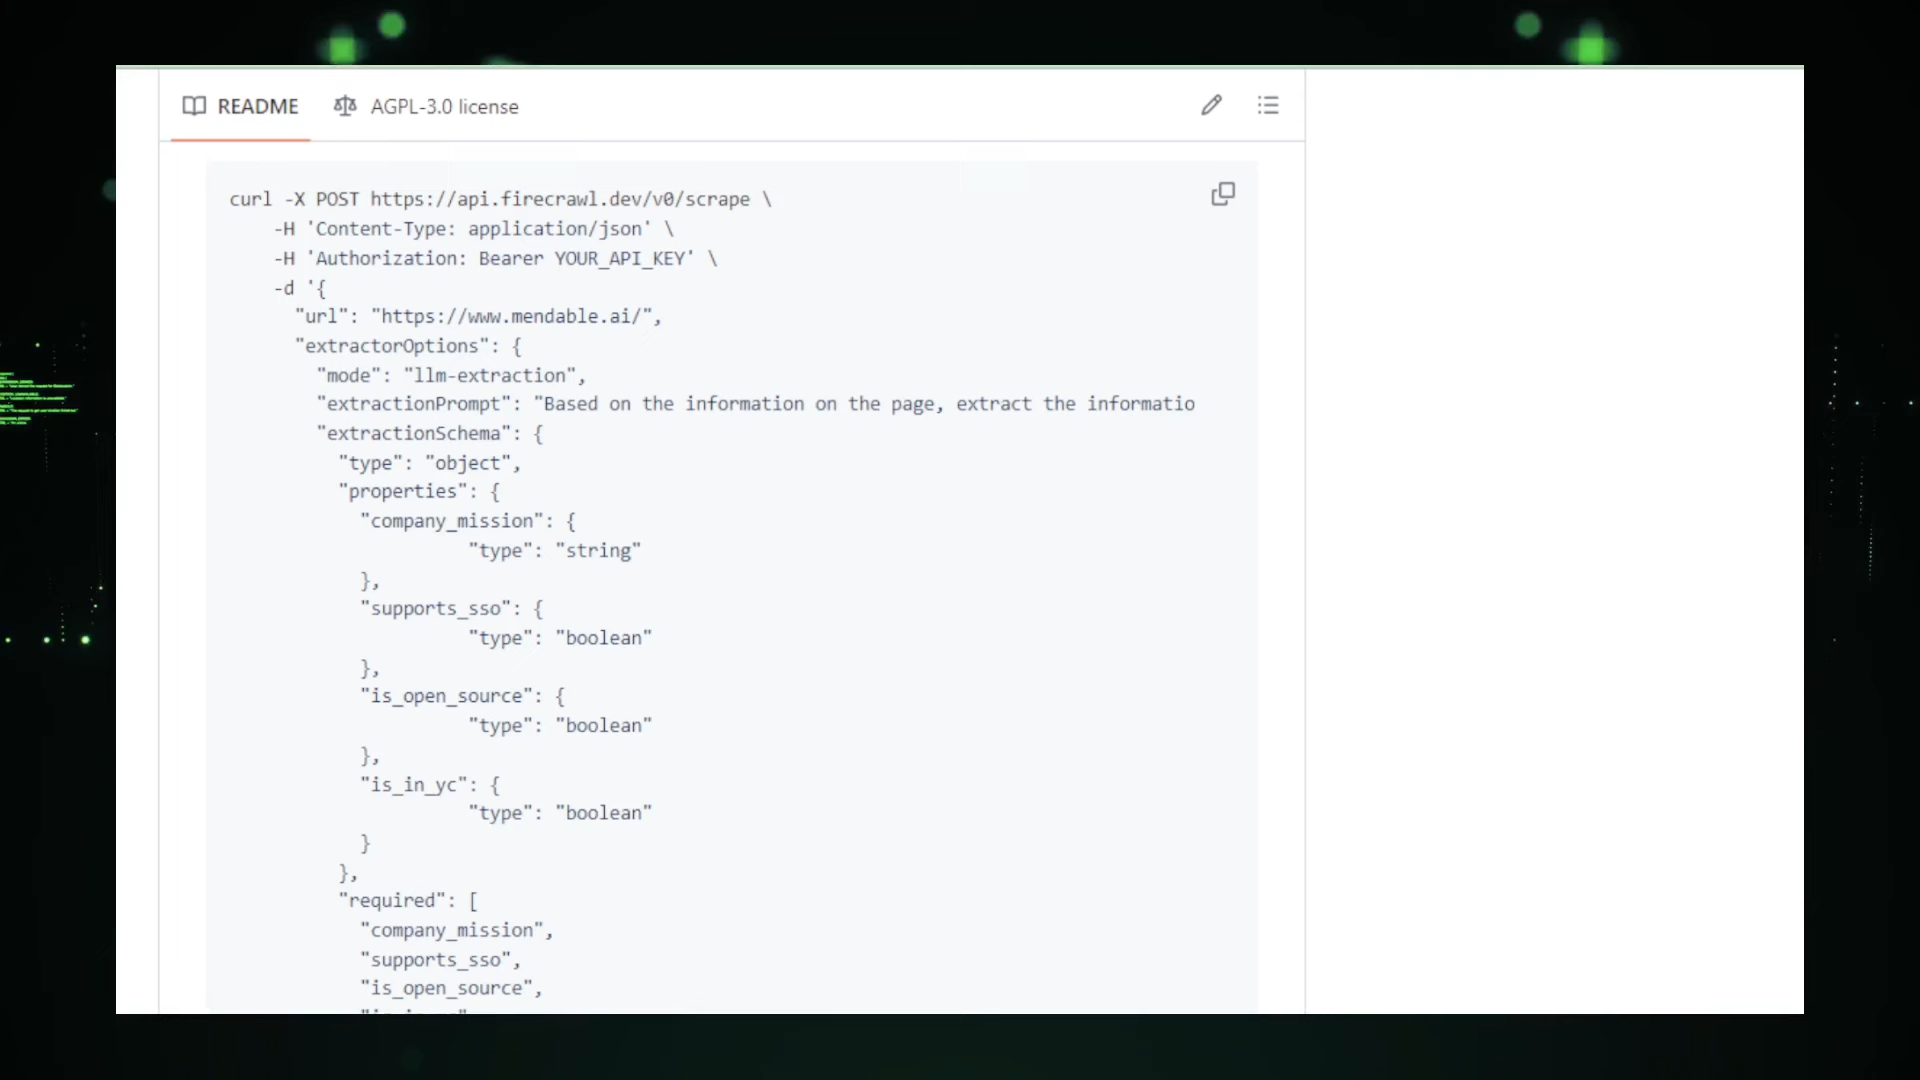 README AGPL-3.0 license
curl -X POST https://api.firecrawl.dev/v0/scrape \
-H 'Content-Type: application/json' \
-H 'Authorization: Bearer YOUR_API_KEY' \
-d '{
"url": "https://www.mendable.ai/",
"extractorOptions": {
"mode": "llm-extraction",
"extractionPrompt": "Based on the information on the page, extract the informatio
"extractionSchema": {
"type": "object",
"properties": {
"company_mission": {
"type": "string"
},
"supports_sso": {
"type": "boolean"
},
"is_open_source": {
"type": "boolean"
},
"is_in_yc": {
"type": "boolean"
}
},
"required": [
"company_mission",
"supports_sso",
"is_open_source",